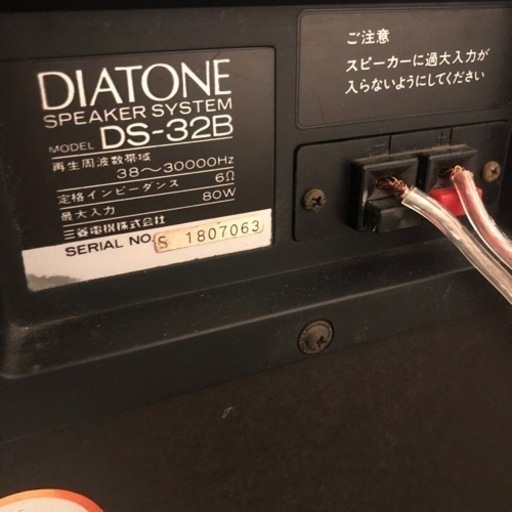 DIATONE
SPEAKER SYSTEM
MODEL DS-32B
再生周波数帯域
38〜30000Hz
定格インピーダンス 6Ω
最大入力 80W
三菱電機株式会社
SERIAL NO. S 1807063
ご注意
スピーカーに過大入力が
入らないようにしてください